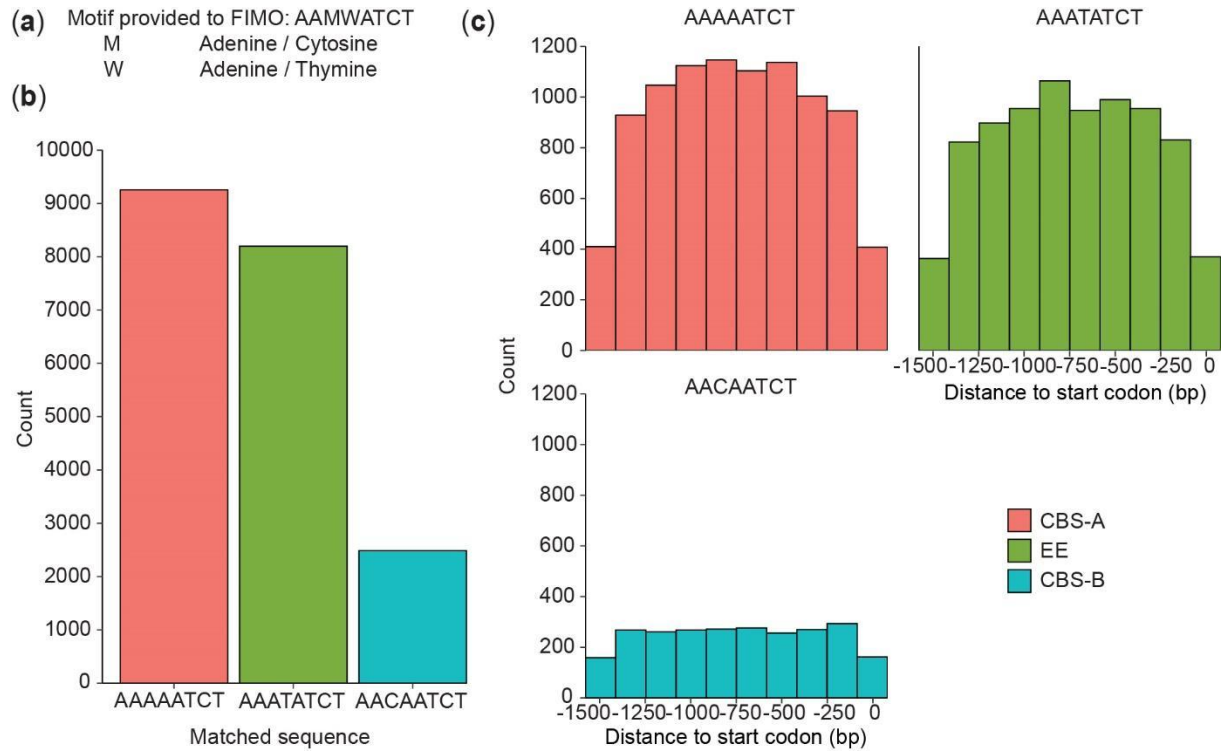 (a) Motif provided to FIMO: AAMWATCT
M Adenine / Cytosine
W Adenine / Thymine
(b)
10000
9000
8000
7000
6000
5000
4000
3000
2000
1000
0
Count
AAAAATCT AAATATCT AACAATCT
Matched sequence
(c)
AAAAATCT
1200
1000
800
600
400
200
0
Count
AAATATCT
-1500 -1250 -1000 -750 -500 -250 0
Distance to start codon (bp)
AACAATCT
1200
1000
800
600
400
200
0
-1500 -1250 -1000 -750 -500 -250 0
Distance to start codon (bp)
CBS-A
EE
CBS-B